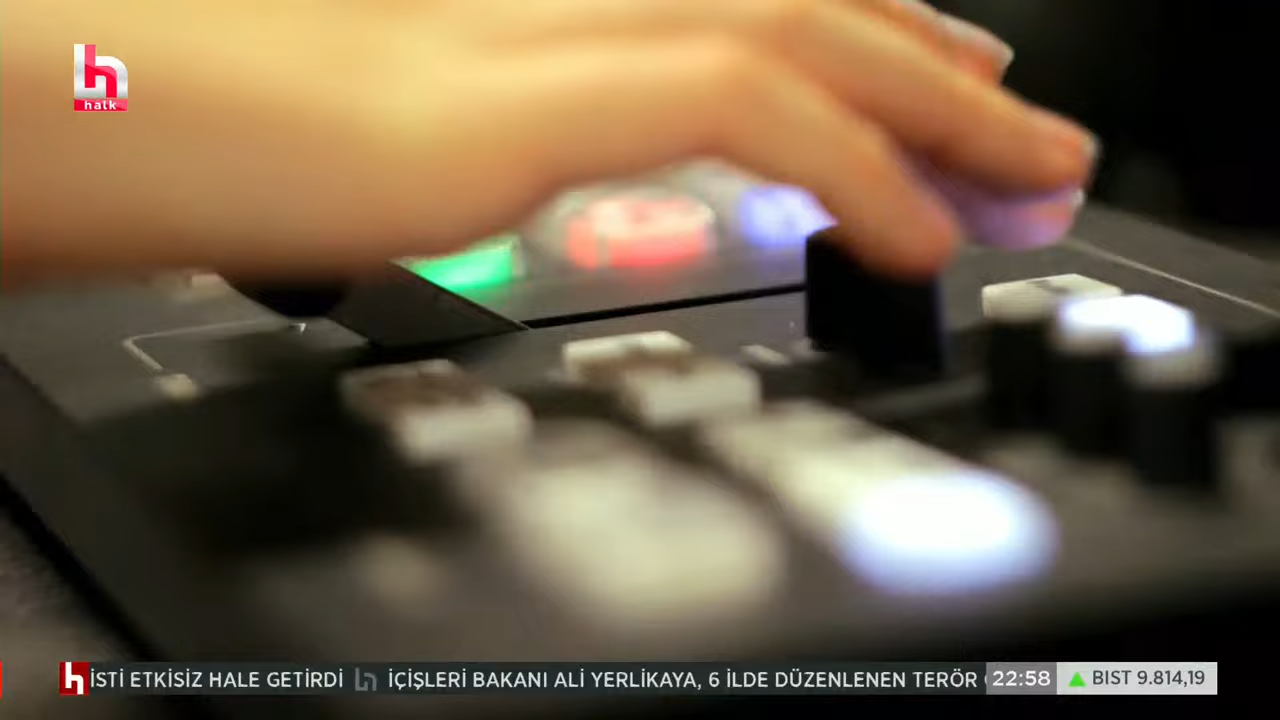 halk
İSTİ ETKİSİZ HALE GETİRDİ İÇİŞLERİ BAKANI ALİ YERLİKAYA, 6 İLDE DÜZENLENEN TERÖR 22:58 BIST 9.814,19